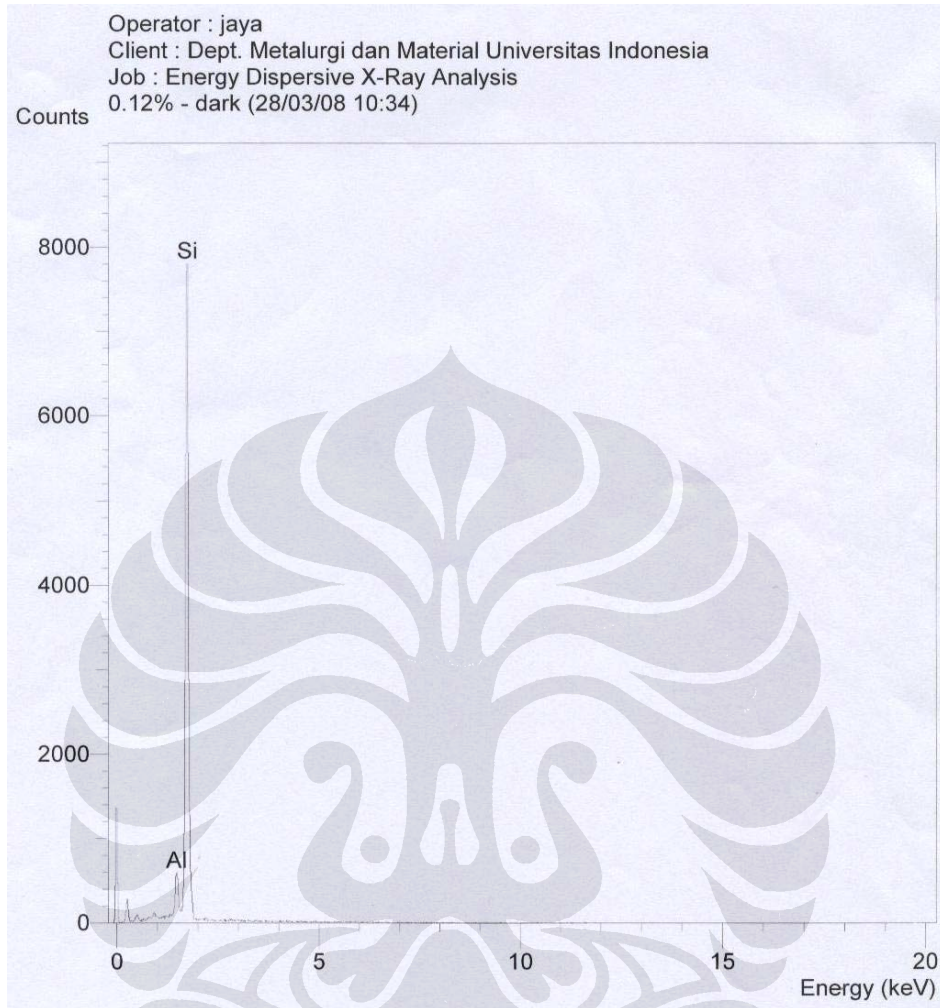 Operator : jaya
Client : Dept. Metalurgi dan Material Universitas Indonesia
Job : Energy Dispersive X-Ray Analysis
0.12% - dark (28/03/08 10:34)
Counts
8000
Si
6000
4000
2000
Al
0
0 5 10 15 20
Energy (keV)